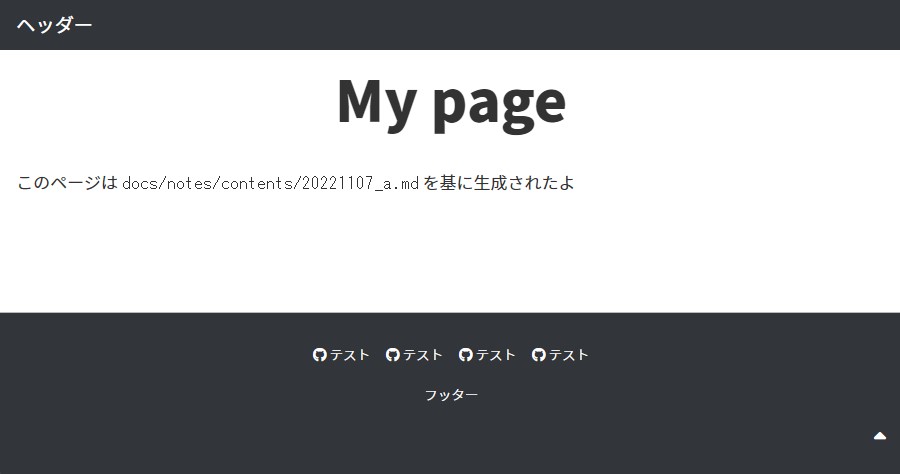 ヘッダー
My page
このページは docs/notes/contents/20221107_a.md を基に生成されたよ
テスト テスト テスト テスト
フッター